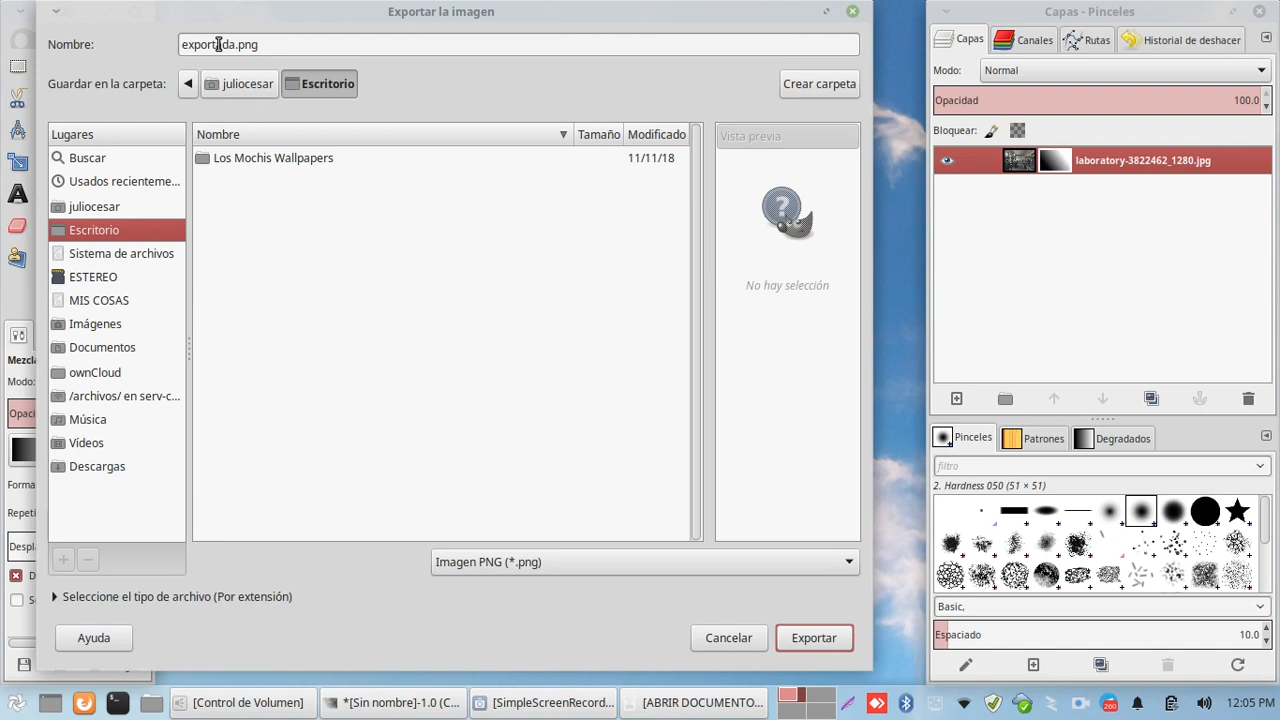 Exportar la imagen
Nombre:
exportada.png
Guardar en la carpeta:
juliocesar
Escritorio
Crear carpeta
Lugares
Buscar
Usados recienteme...
juliocesar
Escritorio
Sistema de archivos
ESTEREO
MIS COSAS
Imágenes
Documentos
ownCloud
/archivos/ en serv-c...
Música
Vídeos
Descargas
Nombre
Tamaño
Modificado
Los Mochis Wallpapers
11/11/18
Vista previa
No hay selección
Imagen PNG (*.png)
Seleccione el tipo de archivo (Por extensión)
Ayuda
Cancelar
Exportar
Mezcla
Modo:
Opaci
Forma
Repeti
Despl
D
Capas - Pinceles
Capas
Canales
Rutas
Historial de deshacer
Modo:
Normal
Opacidad
100.0
Bloquear:
laboratory-3822462_1280.jpg
Pinceles
Patrones
Degradados
filtro
2. Hardness 050 (51 × 51)
Basic,
Espaciado
10.0
[Control de Volumen]
*[Sin nombre]-1.0 (C...
[SimpleScreenRecord...
[ABRIR DOCUMENTO...
260
12:05 PM